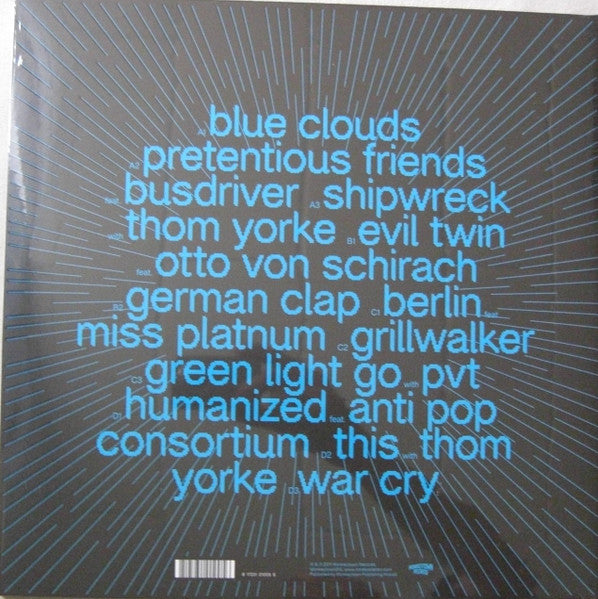 A1 blue clouds
A2 pretentious friends
feat. busdriver A3 shipwreck
with thom yorke B1 evil twin
feat. otto von schirach
B2 german clap C1 berlin feat.
miss platnum C2 grillwalker
C3 green light go with pvt
D1 humanized feat. anti pop
consortium D2 this with thom
yorke D3 war cry